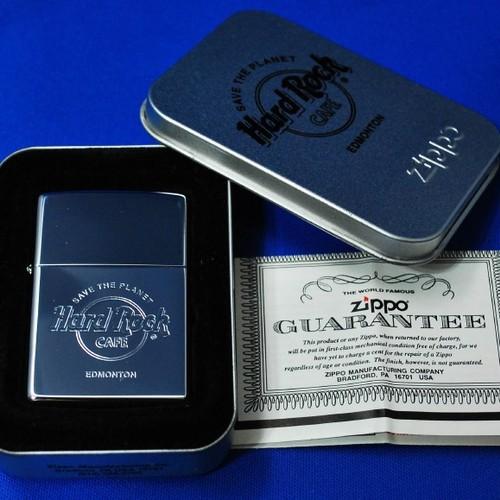 SAVE THE PLANET
Hard Rock
CAFE
EDMONTON
zippo
SAVE THE PLANET
Hard Rock
CAFE
EDMONTON
THE WORLD FAMOUS
zippo
GUARANTEE
This product or any Zippo, when returned to our factory,
will be put in first-class mechanical condition free of charge, for we
have yet to charge a cent for the repair of a Zippo
regardless of age or condition. The finish, however, is not guaranteed.
ZIPPO MANUFACTURING COMPANY
BRADFORD, PA 16701 USA